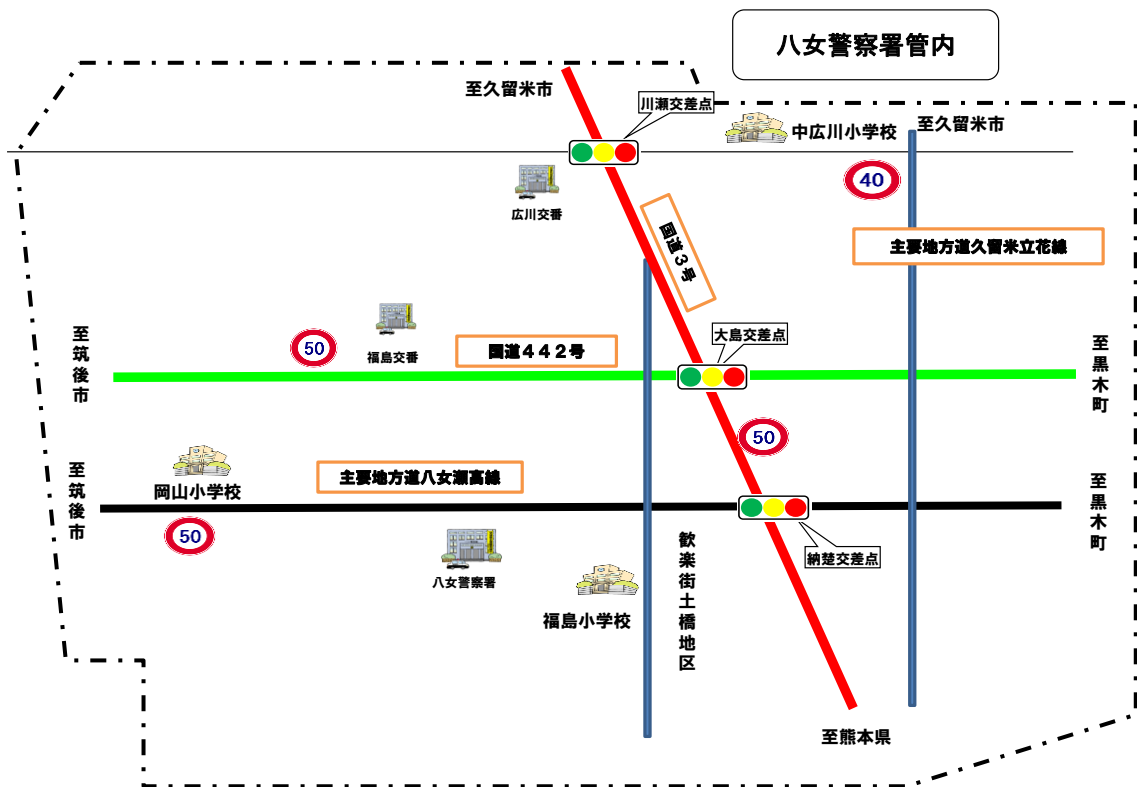 八女警察署管内
至久留米市
川瀬交差点
中広川小学校
至久留米市
40
広川交番
国道３号
主要地方道久留米立花線
至筑後市
50
福島交番
国道４４２号
大島交差点
至黒木町
50
岡山小学校
主要地方道八女瀬高線
至筑後市
至黒木町
50
八女警察署
福島小学校
歓楽街土橋地区
納楚交差点
至熊本県